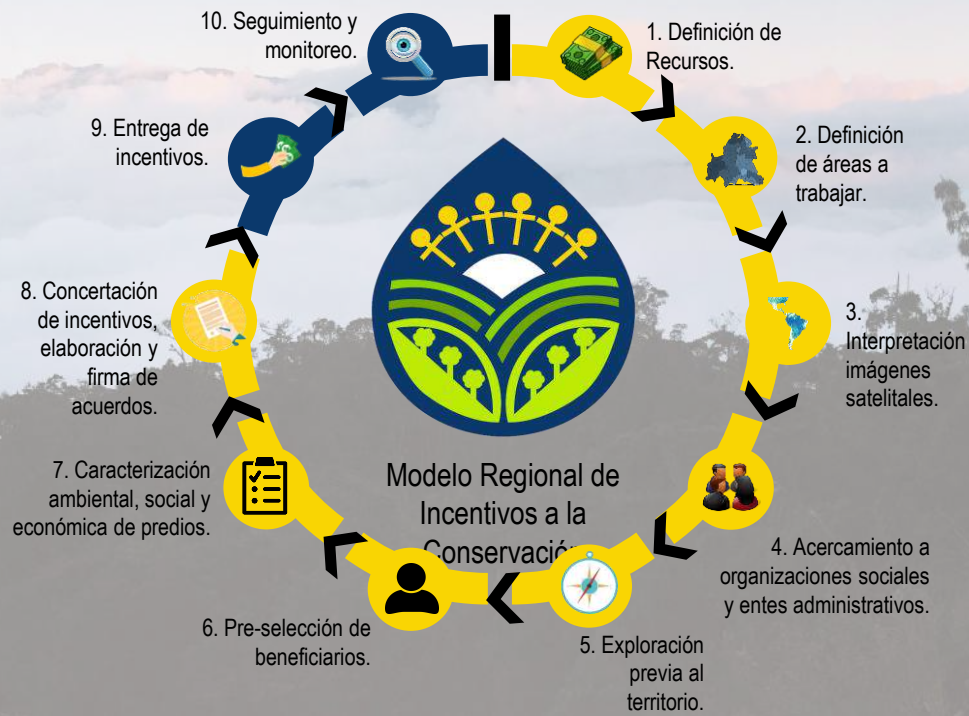 1. Definición de
Recursos.
2. Definición
de áreas a
trabajar.
3.
Interpretación
imágenes
satelitales.
4. Acercamiento a
organizaciones sociales
y entes administrativos.
5. Exploración
previa al
territorio.
6. Pre-selección de
beneficiarios.
7. Caracterización
ambiental, social y
económica de predios.
8. Concertación
de incentivos,
elaboración y
firma de
acuerdos.
9. Entrega de
incentivos.
10. Seguimiento y
monitoreo.
Modelo Regional de
Incentivos a la
Conservación